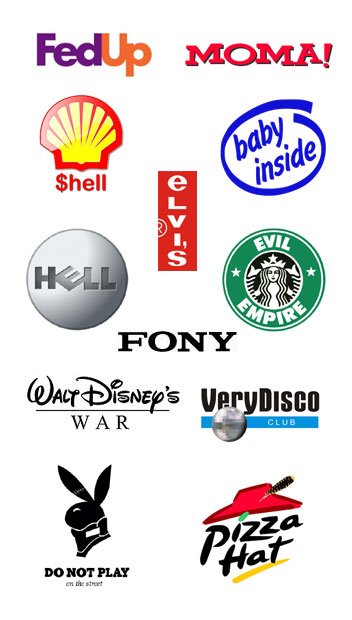 FedUp
MOMA!
$hell
baby
inside
eLVI'S
®
HELL
EVIL
EMPIRE
FONY
WALT DISNEY'S
WAR
VeryDisco
CLUB
DO NOT PLAY
on the street
Pizza
Hat